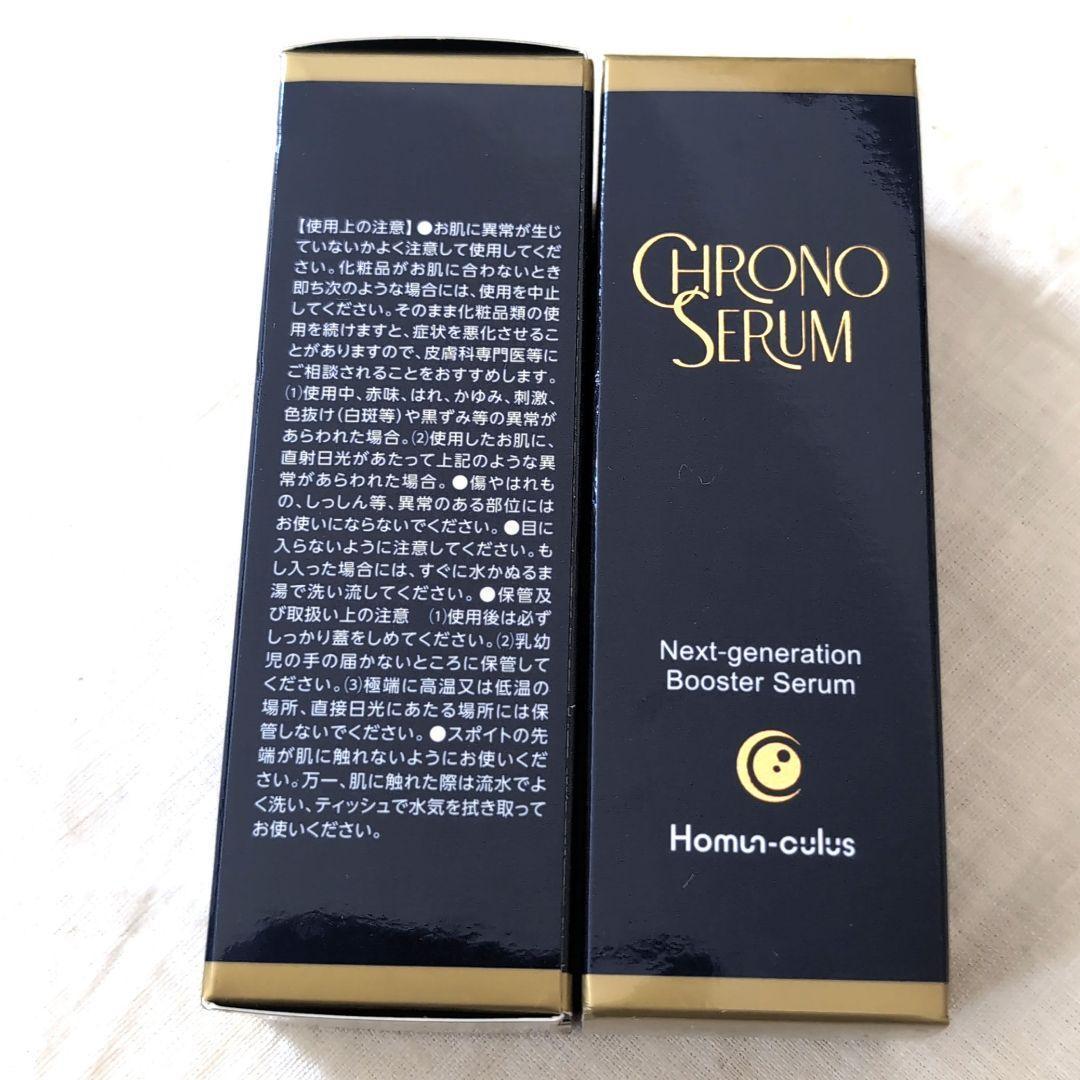 【使用上の注意】●お肌に異常が生じ
ていないかよく注意して使用してくだ
さい。化粧品がお肌に合わないとき
即ち次のような場合には、使用を中止
してください。そのまま化粧品類の使
用を続けますと、症状を悪化させるこ
とがありますので、皮膚科専門医等に
ご相談されることをおすすめします。
⑴使用中、赤味、はれ、かゆみ、刺激、
色抜け(白斑等)や黒ずみ等の異常が
あらわれた場合。⑵使用したお肌に、
直射日光があたって上記のような異
常があらわれた場合。●傷やはれも
の、しっしん等、異常のある部位には
お使いにならないでください。●目に
入らないように注意してください。も
し入った場合には、すぐに水かぬるま
湯で洗い流してください。●保管及
び取扱い上の注意　⑴使用後は必ず
しっかり蓋をしめてください。⑵乳幼
児の手の届かないところに保管して
ください。⑶極端に高温又は低温の
場所、直接日光にあたる場所には保
管しないでください。●スポイトの先
端が肌に触れないようにお使いくだ
さい。万一、肌に触れた際は流水でよ
く洗い、ティッシュで水気を拭き取って
お使いください。
CHRONO
SERUM
Next-generation
Booster Serum
Homun-culus